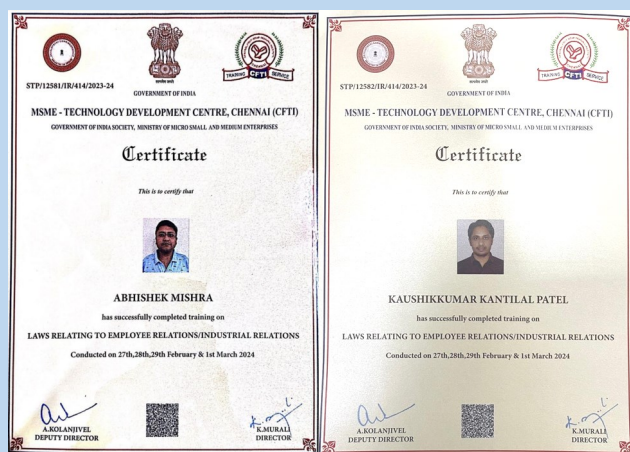 STP/12581/IR/414/2023-24
GOVERNMENT OF INDIA
TRAINING CFTI SERVICE
MSME - TECHNOLOGY DEVELOPMENT CENTRE, CHENNAI (CFTI)
GOVERNMENT OF INDIA SOCIETY, MINISTRY OF MICRO SMALL AND MEDIUM ENTERPRISES
Certificate
This is to certify that
ABHISHEK MISHRA
has successfully completed training on
LAWS RELATING TO EMPLOYEE RELATIONS/INDUSTRIAL RELATIONS
Conducted on 27th,28th,29th February & 1st March 2024
A.KOLANJIVEL
DEPUTY DIRECTOR
K.MURALI
DIRECTOR
STP/12582/IR/414/2023-24
GOVERNMENT OF INDIA
TRAINING CFTI SERVICE
MSME - TECHNOLOGY DEVELOPMENT CENTRE, CHENNAI (CFTI)
GOVERNMENT OF INDIA SOCIETY, MINISTRY OF MICRO SMALL AND MEDIUM ENTERPRISES
Certificate
This is to certify that
KAUSHIKKUMAR KANTILAL PATEL
has successfully completed training on
LAWS RELATING TO EMPLOYEE RELATIONS/INDUSTRIAL RELATIONS
Conducted on 27th,28th,29th February & 1st March 2024
A.KOLANJIVEL
DEPUTY DIRECTOR
K.MURALI
DIRECTOR